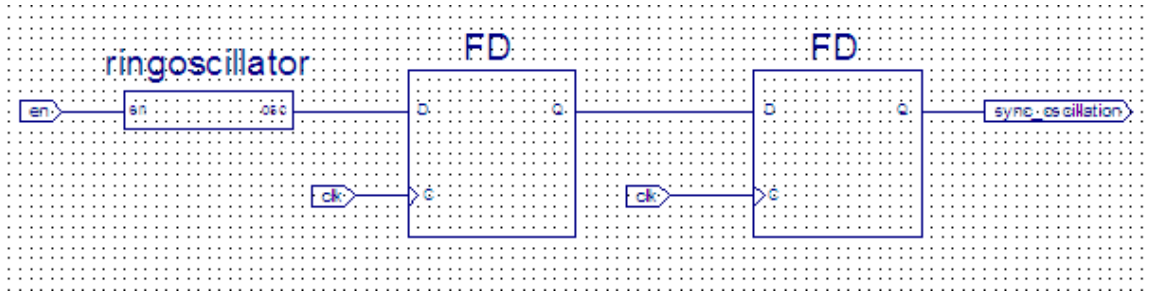 FD
FD
ringoscillator
en
en
osc
D
Q
D
Q
sync_oscillation
clk
C
clk
C